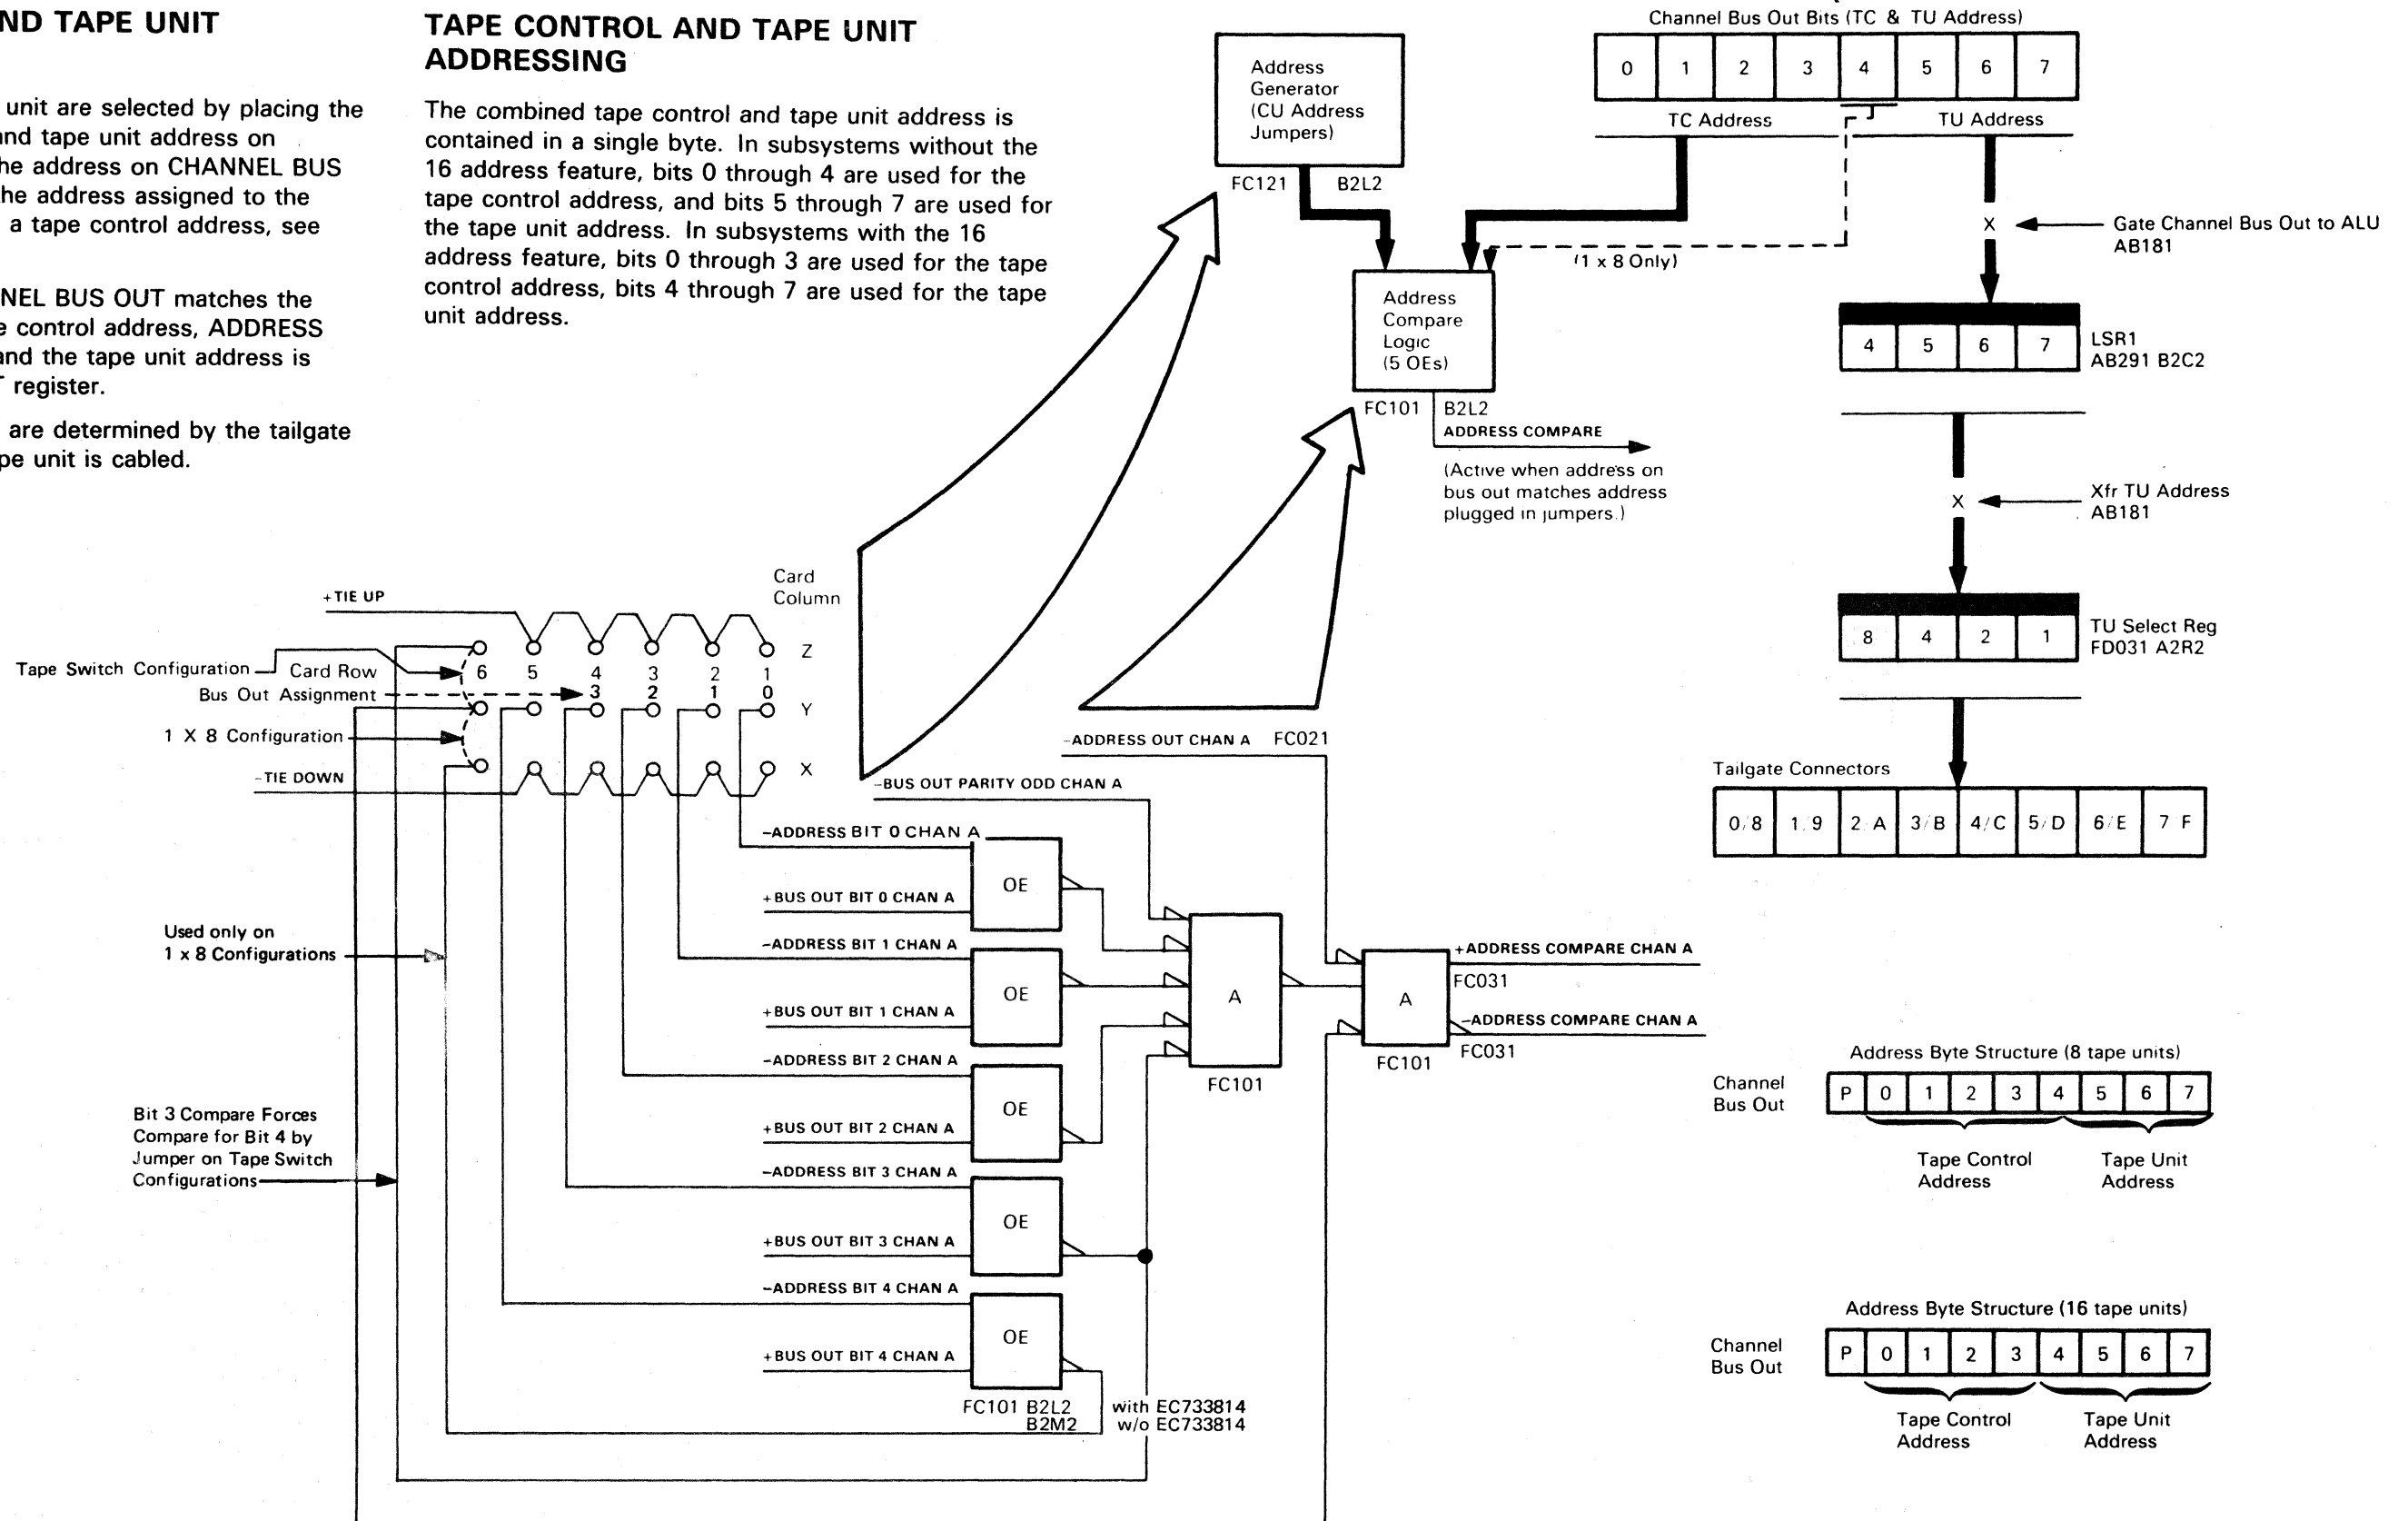 ND TAPE UNIT
unit are selected by placing the
and tape unit address on
he address on CHANNEL BUS
he address assigned to the
a tape control address, see
NEL BUS OUT matches the
e control address, ADDRESS
and the tape unit address is
T register.
are determined by the tailgate
pe unit is cabled.
TAPE CONTROL AND TAPE UNIT
ADDRESSING
The combined tape control and tape unit address is
contained in a single byte. In subsystems without the
16 address feature, bits 0 through 4 are used for the
tape control address, and bits 5 through 7 are used for
the tape unit address. In subsystems with the 16
address feature, bits 0 through 3 are used for the tape
control address, bits 4 through 7 are used for the tape
unit address.
Address
Generator
(CU Address
Jumpers)
FC121 B2L2
Channel Bus Out Bits (TC & TU Address)
0 1 2 3 4 5 6 7
TC Address TU Address
(1 x 8 Only)
X
Gate Channel Bus Out to ALU
AB181
Address
Compare
Logic
(5 OEs)
FC101 B2L2
ADDRESS COMPARE
(Active when address on
bus out matches address
plugged in jumpers.)
4 5 6 7
LSR1
AB291 B2C2
X
Xfr TU Address
AB181
8 4 2 1
TU Select Reg
FD031 A2R2
Tailgate Connectors
0/8 1/9 2/A 3/B 4/C 5/D 6/E 7/F
Card
Column
+TIE UP
Z
Tape Switch Configuration
Card Row
6 5 4 3 2 1
Bus Out Assignment
3 2 1 0
Y
1 X 8 Configuration
X
-TIE DOWN
-ADDRESS OUT CHAN A FC021
-BUS OUT PARITY ODD CHAN A
-ADDRESS BIT 0 CHAN A
OE
+BUS OUT BIT 0 CHAN A
-ADDRESS BIT 1 CHAN A
OE
+BUS OUT BIT 1 CHAN A
-ADDRESS BIT 2 CHAN A
OE
+BUS OUT BIT 2 CHAN A
-ADDRESS BIT 3 CHAN A
OE
+BUS OUT BIT 3 CHAN A
-ADDRESS BIT 4 CHAN A
OE
+BUS OUT BIT 4 CHAN A
FC101 B2L2 with EC733814
B2M2 w/o EC733814
Used only on
1 x 8 Configurations
Bit 3 Compare Forces
Compare for Bit 4 by
Jumper on Tape Switch
Configurations
A
FC101
A
FC101
+ADDRESS COMPARE CHAN A
FC031
-ADDRESS COMPARE CHAN A
FC031
Address Byte Structure (8 tape units)
Channel
Bus Out
P 0 1 2 3 4 5 6 7
Tape Control
Address
Tape Unit
Address
Address Byte Structure (16 tape units)
Channel
Bus Out
P 0 1 2 3 4 5 6 7
Tape Control
Address
Tape Unit
Address